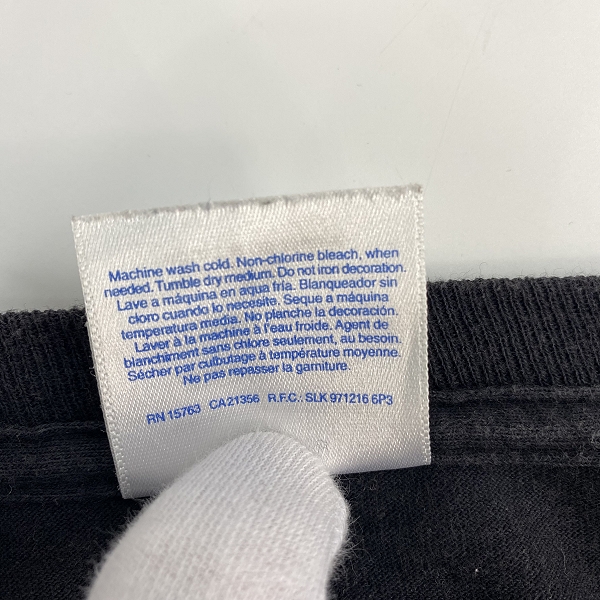 Machine wash cold. Non-chlorine bleach, when
needed. Tumble dry medium. Do not iron decoration.
Lave a máquina en aqua fria. Blanqueador sin
cloro cuando lo necesite. Seque a máquina
temperatura media. No planche la decoración.
Laver à la machine à l'eau froide. Agent de
blanchiment sans chlore seulement, au besoin.
Sécher par culbutage à température moyenne.
Ne pas repasser la garniture.
RN 15763 CA21356 R.F.C.: SLK 971216 6P3